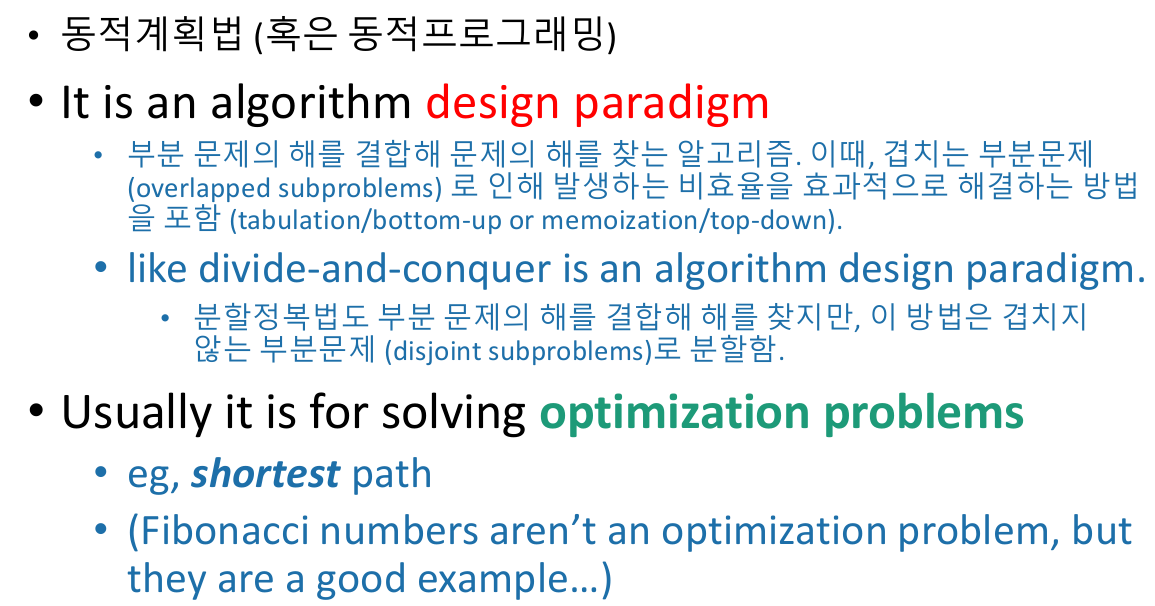 • 동적계획법 (혹은 동적프로그래밍)
• It is an algorithm design paradigm
• 부분 문제의 해를 결합해 문제의 해를 찾는 알고리즘. 이때, 겹치는 부분문제
(overlapped subproblems) 로 인해 발생하는 비효율을 효과적으로 해결하는 방법
을 포함 (tabulation/bottom-up or memoization/top-down).
• like divide-and-conquer is an algorithm design paradigm.
• 분할정복법도 부분 문제의 해를 결합해 해를 찾지만, 이 방법은 겹치지
않는 부분문제 (disjoint subproblems)로 분할함.
• Usually it is for solving optimization problems
• eg, shortest path
• (Fibonacci numbers aren’t an optimization problem, but
they are a good example…)